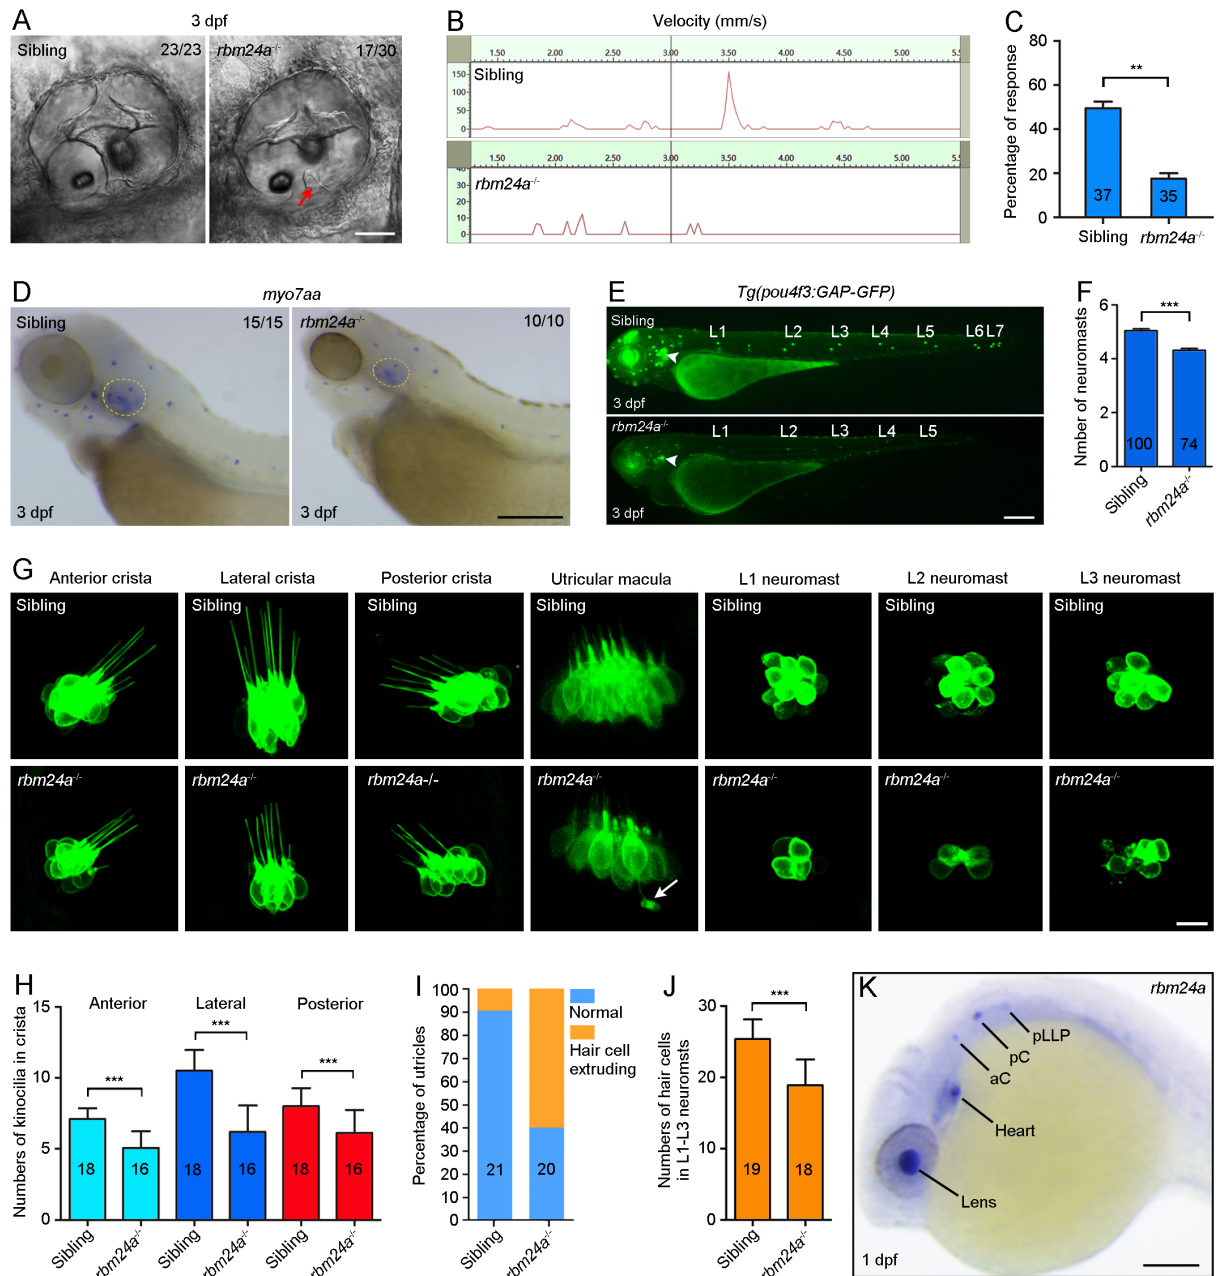 A
3 dpf
Sibling
23/23
rbm24a-/-
17/30
B
Velocity (mm/s)
1.50 2.00 2.50 3.00 3.50 4.00 4.50 5.00 5.5
Sibling
150
100
50
0
1.50 2.00 2.50 3.00 3.50 4.00 4.50 5.00 5.5
rbm24a-/-
40
30
20
10
0
C
Percentage of response
80
60
40
20
0
**
37
35
Sibling
rbm24a-/-
D
myo7aa
Sibling
15/15
3 dpf
rbm24a-/-
10/10
3 dpf
E
Tg(pou4f3:GAP-GFP)
Sibling
L1 L2 L3 L4 L5 L6 L7
3 dpf
rbm24a-/-
L1 L2 L3 L4 L5
3 dpf
F
Nmber of neuromasts
6
4
2
0
***
100
74
Sibling
rbm24a-/-
G
Anterior crista
Lateral crista
Posterior crista
Utricular macula
L1 neuromast
L2 neuromast
L3 neuromast
Sibling
Sibling
Sibling
Sibling
Sibling
Sibling
Sibling
rbm24a-/-
rbm24a-/-
rbm24a-/-
rbm24a-/-
rbm24a-/-
rbm24a-/-
rbm24a-/-
H
Numbers of kinocilia in crista
15
10
5
0
Anterior
Lateral
Posterior
***
***
***
18
16
18
16
18
16
Sibling
rbm24a-/-
Sibling
rbm24a-/-
Sibling
rbm24a-/-
I
Percentage of utricles
100
90
80
70
60
50
40
30
20
10
0
21
20
Sibling
rbm24a-/-
Normal
Hair cell
extruding
J
Numbers of hair cells
in L1-L3 neuromsts
30
20
10
0
***
19
18
Sibling
rbm24a-/-
K
rbm24a
pLLP
pC
aC
Heart
Lens
1 dpf